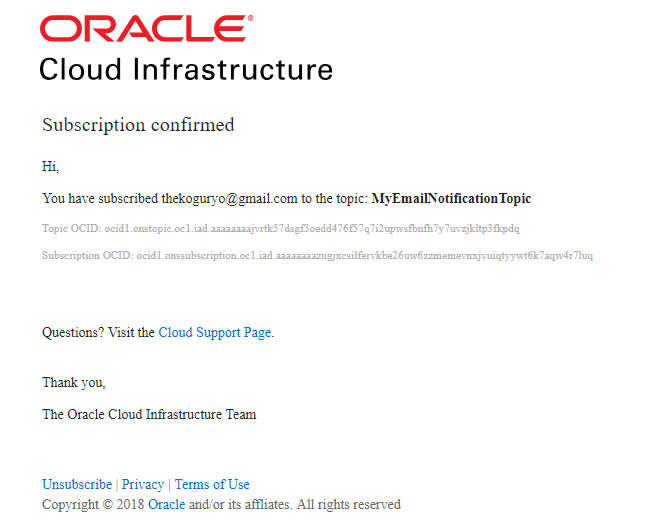 ORACLE®
Cloud Infrastructure
Subscription confirmed
Hi,
You have subscribed thekoguryo@gmail.com to the topic: MyEmailNotificationTopic
Topic OCID: ocid1.onstopic.oc1.iad.aaaaaaaajvrtk57dsgf3oedd476f57q7i2upwsfbnfh7y7uvzjkltp3fkpdq
Subscription OCID: ocid1.onssubscription.oc1.iad.aaaaaaaazugjxcsilfervkbe26uw6zzmemevnxjvuiqtyywt6k7aqw4r7luq
Questions? Visit the Cloud Support Page.
Thank you,
The Oracle Cloud Infrastructure Team
Unsubscribe | Privacy | Terms of Use
Copyright © 2018 Oracle and/or its affliates. All rights reserved